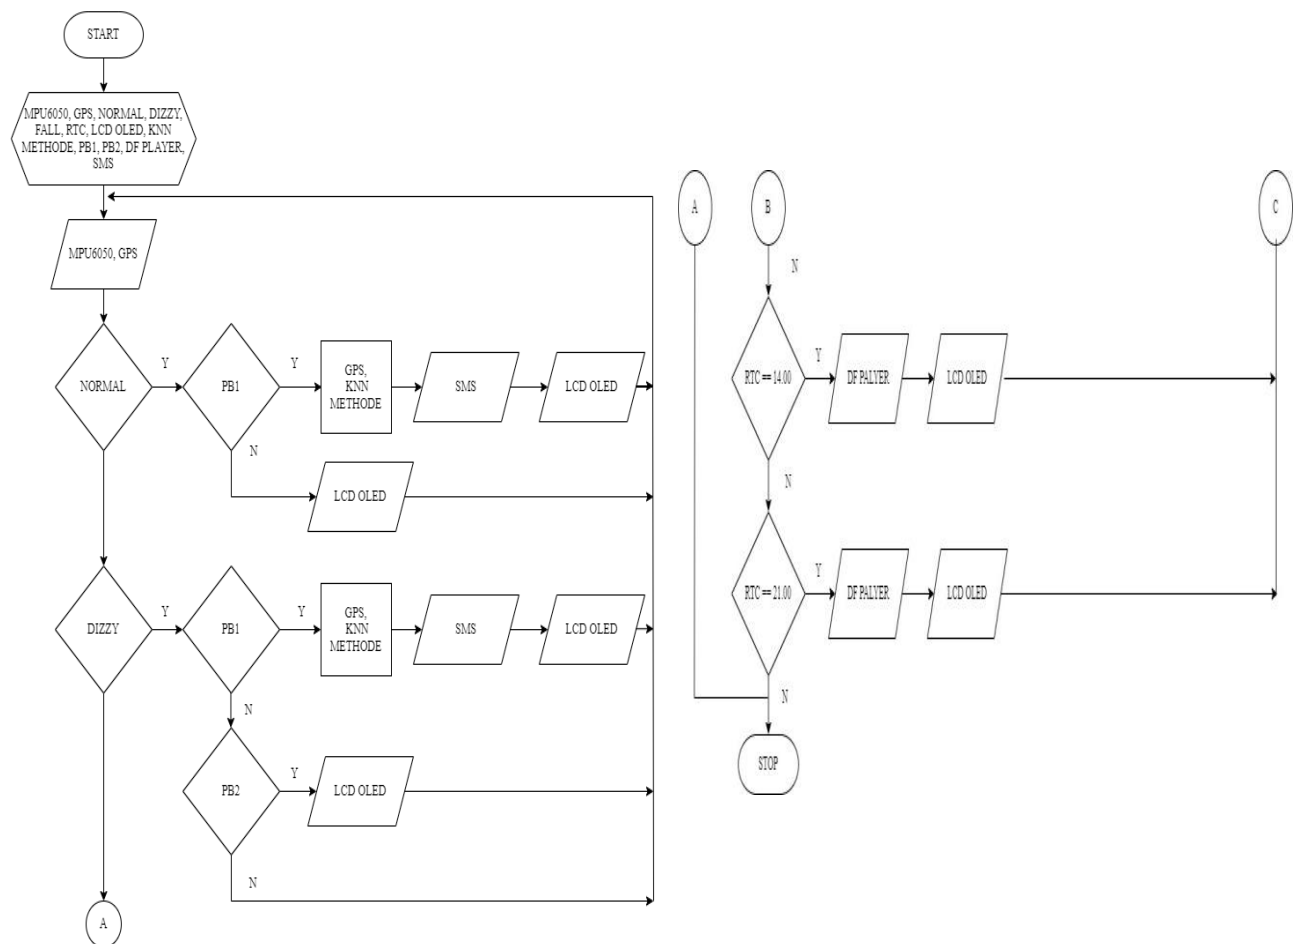 START
MPU6050, GPS, NORMAL, DIZZY,
FALL, RTC, LCD OLED, KNN
METHODE, PB1, PB2, DF PLAYER,
SMS
MPU6050, GPS
NORMAL
Y
PB1
Y
GPS,
KNN
METHODE
SMS
LCD OLED
N
LCD OLED
DIZZY
Y
PB1
Y
GPS,
KNN
METHODE
SMS
LCD OLED
N
PB2
Y
LCD OLED
N
A
A
B
C
N
RTC == 14.00
Y
DF PALYER
LCD OLED
N
RTC == 21.00
Y
DF PALYER
LCD OLED
N
STOP